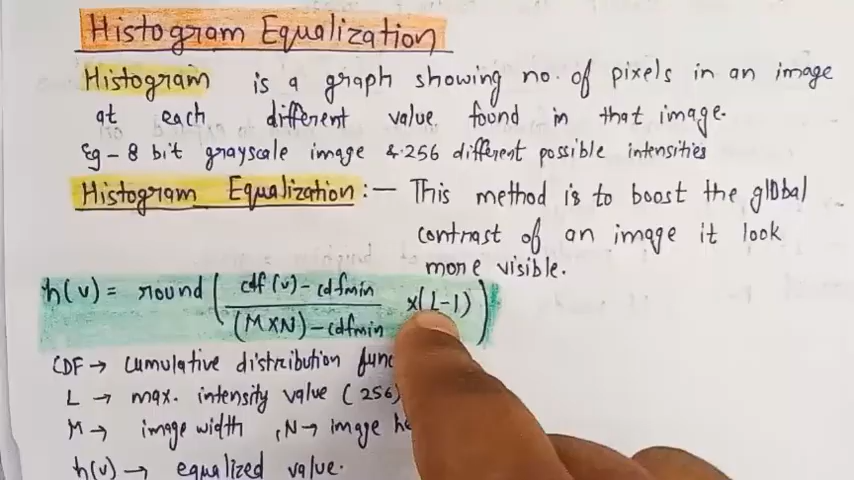 Histogram Equalization
Histogram is a graph showing no. of pixels in an image
at each different value found in that image.
Eg - 8 bit grayscale image & 256 different possible intensities
Histogram Equalization :- This method is to boost the global
contrast of an image it look
more visible.
h(v) = round ( cdf(v) - cdfmin / (M×N) - cdfmin ×(L-1) )
CDF → cumulative distribution
L → max. intensity value (256)
M → image width , N → image
h(v) → equalized value.